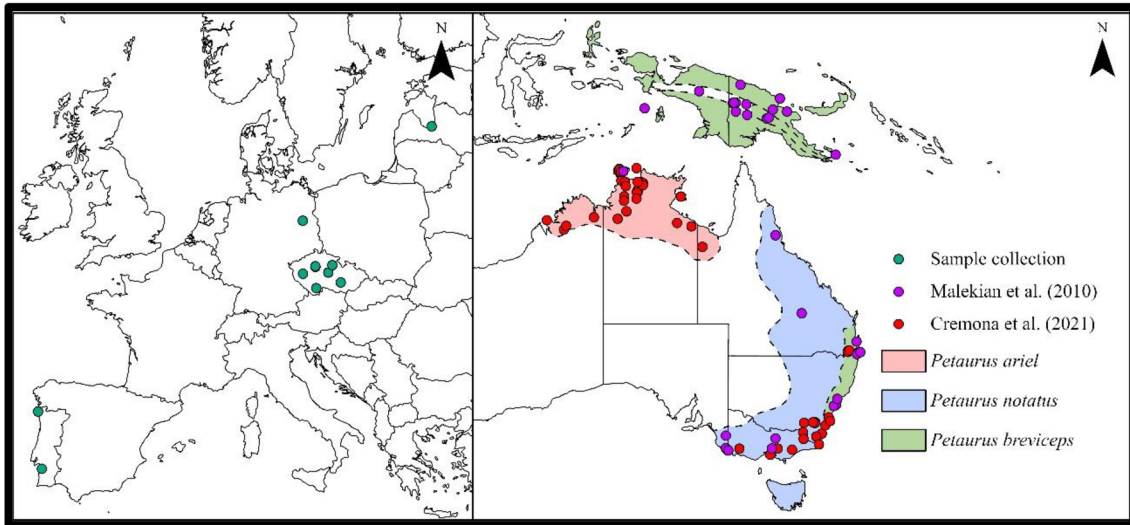 N
N
Sample collection
Malekian et al. (2010)
Cremona et al. (2021)
Petaurus ariel
Petaurus notatus
Petaurus breviceps